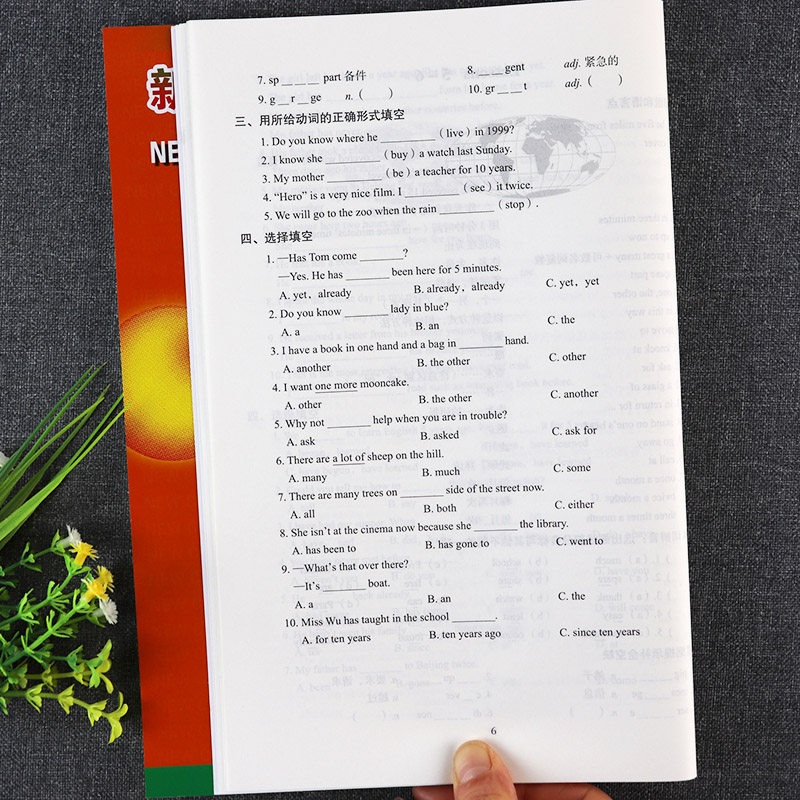 新
NE
7. sp _ _ _ _ part 备件 8. _ _ gent adj. 紧急的
9. g _ r _ ge n. ( ) 10. gr _ _ t adj. ( )
三、用所给动词的正确形式填空
1. Do you know where he ________ (live) in 1999?
2. I know she ________ (buy) a watch last Sunday.
3. My mother ________ (be) a teacher for 10 years.
4. “Hero” is a very nice film. I ________ (see) it twice.
5. We will go to the zoo when the rain ________ (stop).
四、选择填空
1. —Has Tom come ________?
—Yes. He has ________ been here for 5 minutes.
A. yet, already B. already, already C. yet, yet
2. Do you know ________ lady in blue?
A. a B. an C. the
3. I have a book in one hand and a bag in ________ hand.
A. another B. the other C. other
4. I want one more mooncake.
A. other B. the other C. another
5. Why not ________ help when you are in trouble?
A. ask B. asked C. ask for
6. There are a lot of sheep on the hill.
A. many B. much C. some
7. There are many trees on ________ side of the street now.
A. all B. both C. either
8. She isn't at the cinema now because she ________ the library.
A. has been to B. has gone to C. went to
9. —What's that over there?
—It's ________ boat.
A. a B. an C. the
10. Miss Wu has taught in the school ________.
A. for ten years B. ten years ago C. since ten years
6